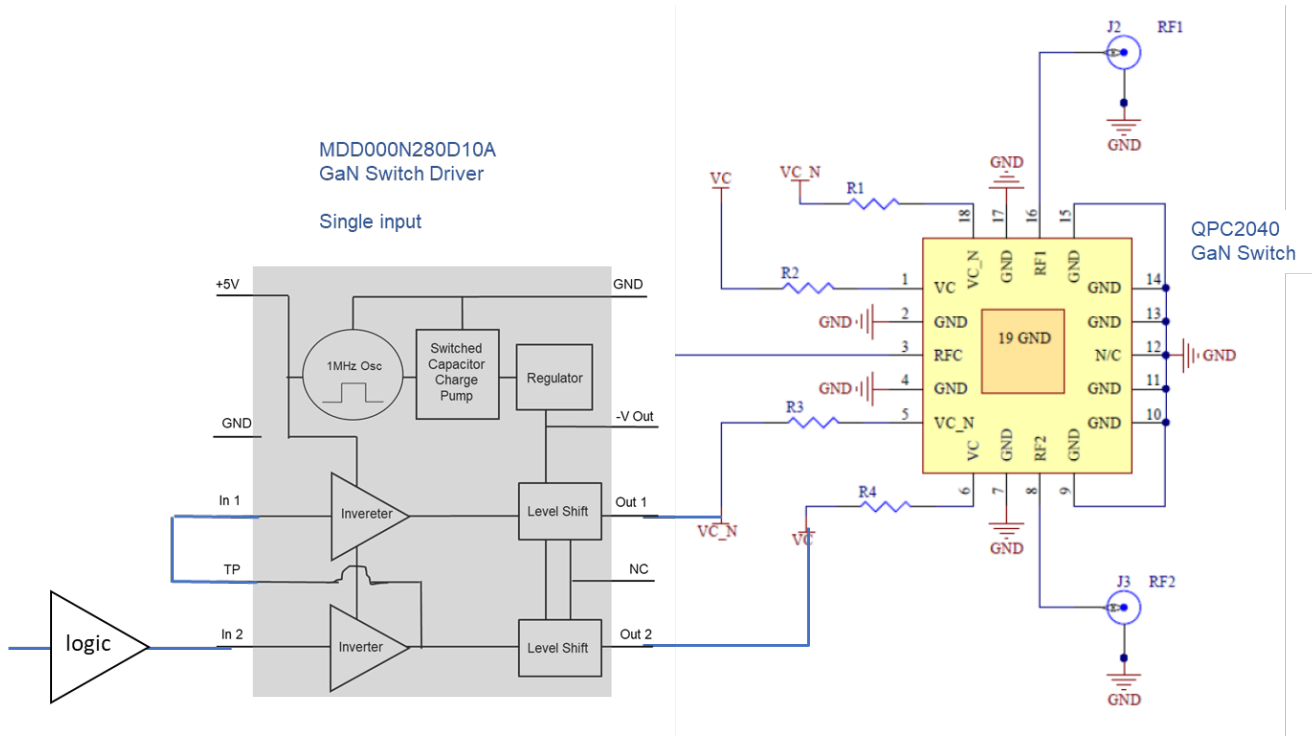 MDD000N280D10A
GaN Switch Driver
Single input
+5V
GND
1MHz Osc
Switched
Capacitor
Charge
Pump
Regulator
GND
-V Out
In 1
Invereter
Level Shift
Out 1
TP
NC
logic
In 2
Inverter
Level Shift
Out 2
J2
RF1
GND
VC
VC_N
R1
GND
18
17
16
15
QPC2040
GaN Switch
R2
1
VC
VC_N
GND
RF1
GND
GND
14
GND
2
GND
GND
13
19 GND
3
RFC
N/C
12
GND
GND
4
GND
GND
11
R3
5
VC_N
GND
10
VC
GND
RF2
GND
R4
6
7
8
9
VC_N
VC
GND
J3
RF2
GND